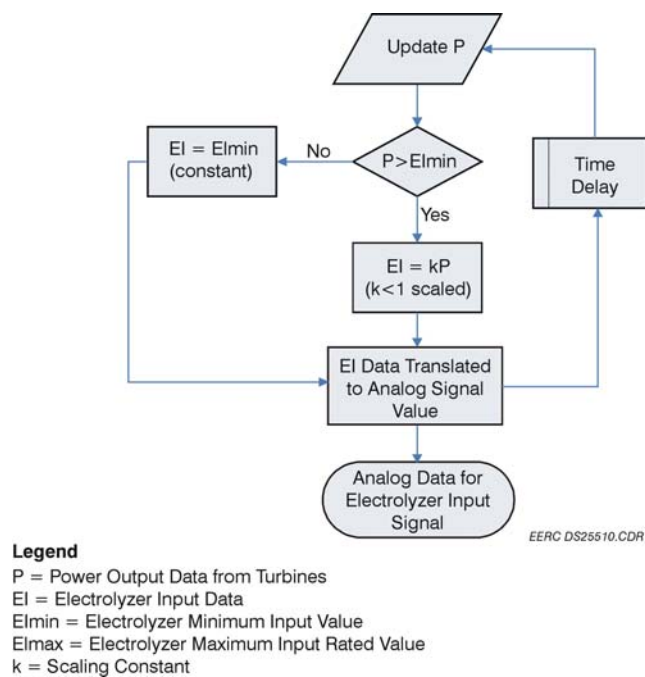 Update P
EI = EImin
(constant)
No
P>EImin
Time
Delay
Yes
EI = kP
(k<1 scaled)
EI Data Translated
to Analog Signal
Value
Analog Data for
Electrolyzer Input
Signal
EERC DS25510.CDR
Legend
P = Power Output Data from Turbines
EI = Electrolyzer Input Data
EImin = Electrolyzer Minimum Input Value
EImax = Electrolyzer Maximum Input Rated Value
k = Scaling Constant